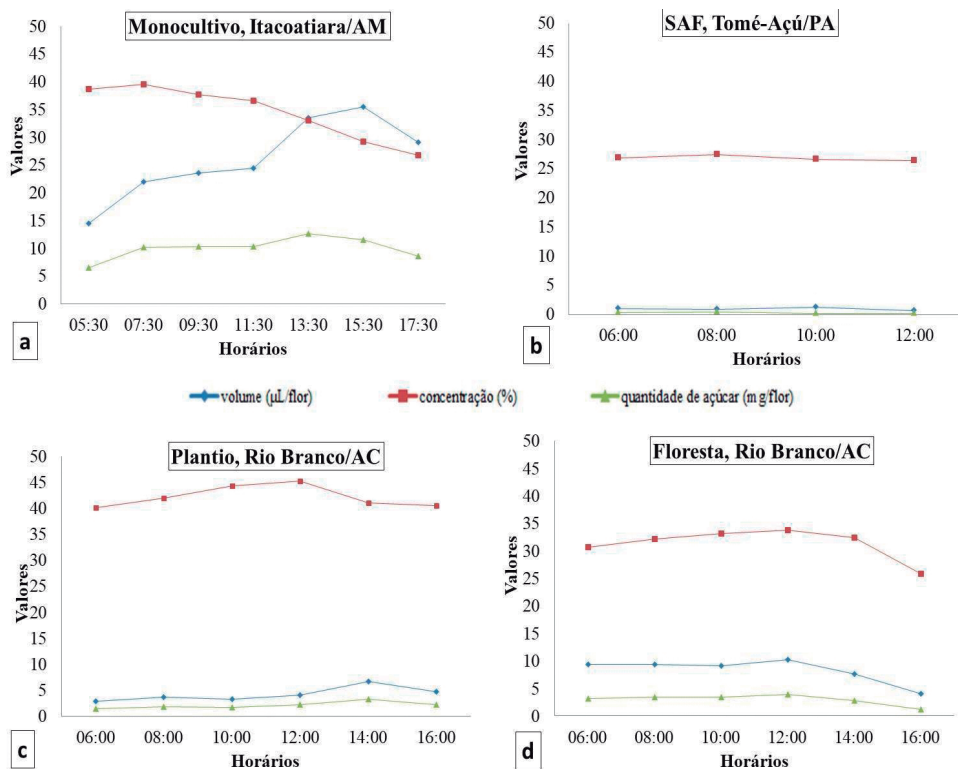 Monocultivo, Itacoatiara/AM
50
45
40
35
30
25
20
15
10
5
0
Valores
05:30 07:30 09:30 11:30 13:30 15:30 17:30
Horários
a
SAF, Tomé-Açú/PA
50
45
40
35
30
25
20
15
10
5
0
Valores
06:00 08:00 10:00 12:00
Horários
b
volume (µL/flor) concentração (%) quantidade de açúcar (mg/flor)
Plantio, Rio Branco/AC
50
45
40
35
30
25
20
15
10
5
0
Valores
06:00 08:00 10:00 12:00 14:00 16:00
Horários
c
Floresta, Rio Branco/AC
50
45
40
35
30
25
20
15
10
5
0
Valores
06:00 08:00 10:00 12:00 14:00 16:00
Horários
d